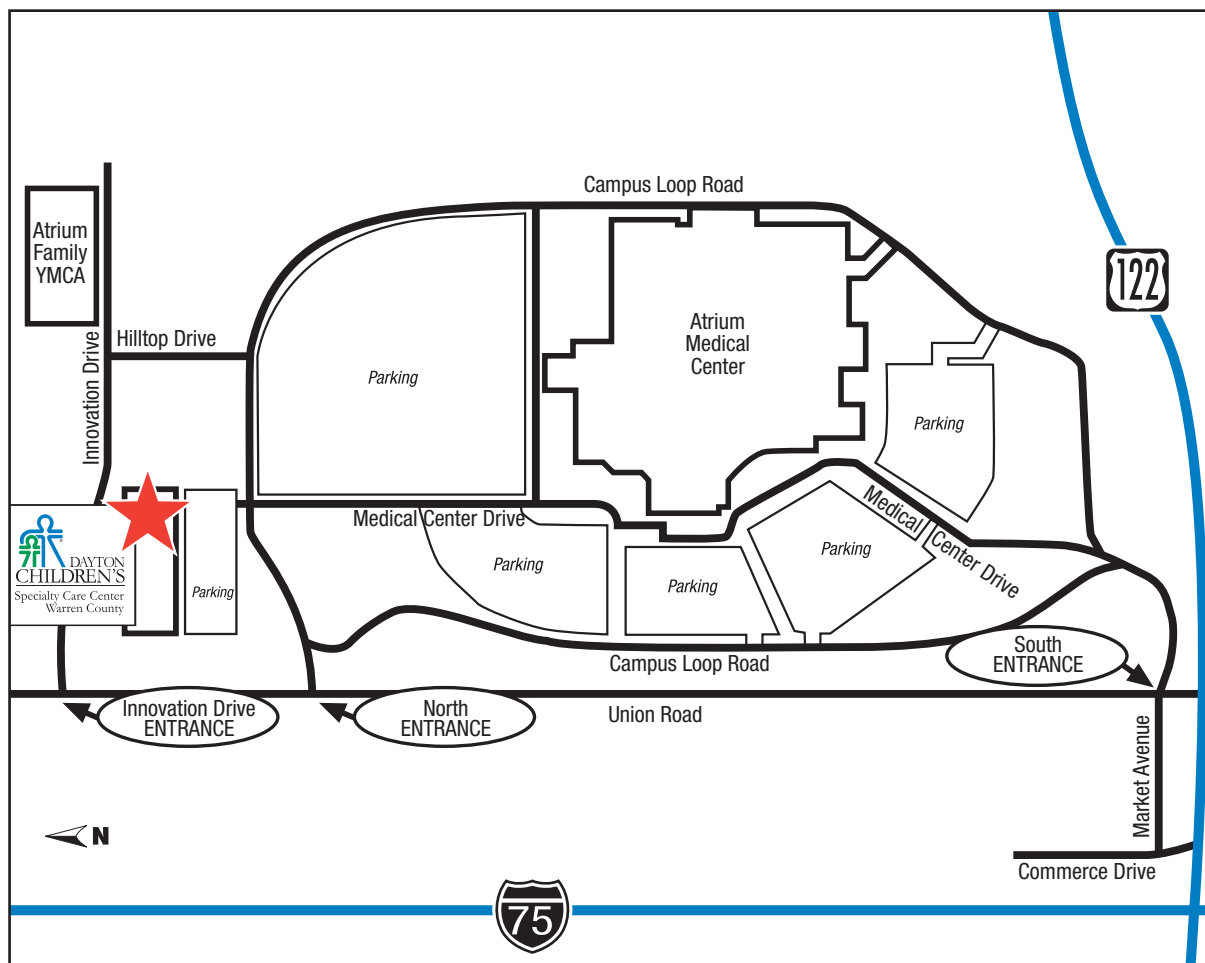 Campus Loop Road
Atrium
Family
YMCA
122
Innovation Drive
Hilltop Drive
Atrium
Medical
Center
Parking
Parking
Medical Center Drive
Medical
Center Drive
DAYTON
CHILDREN'S
Specialty Care Center
Warren County
Parking
Parking
Parking
Parking
Campus Loop Road
South
ENTRANCE
Innovation Drive
ENTRANCE
North
ENTRANCE
Union Road
Market Avenue
N
Commerce Drive
75